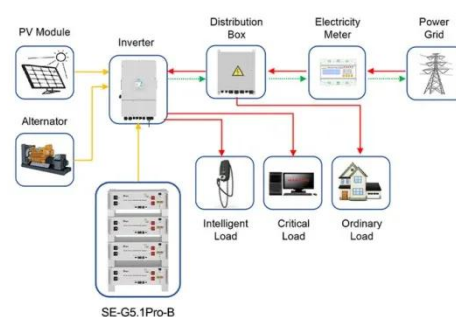 PV Module
Inverter
Distribution
Box
Electricity
Meter
Power
Grid
Alternator
Intelligent
Load
Critical
Load
Ordinary
Load
SE-G5.1Pro-B